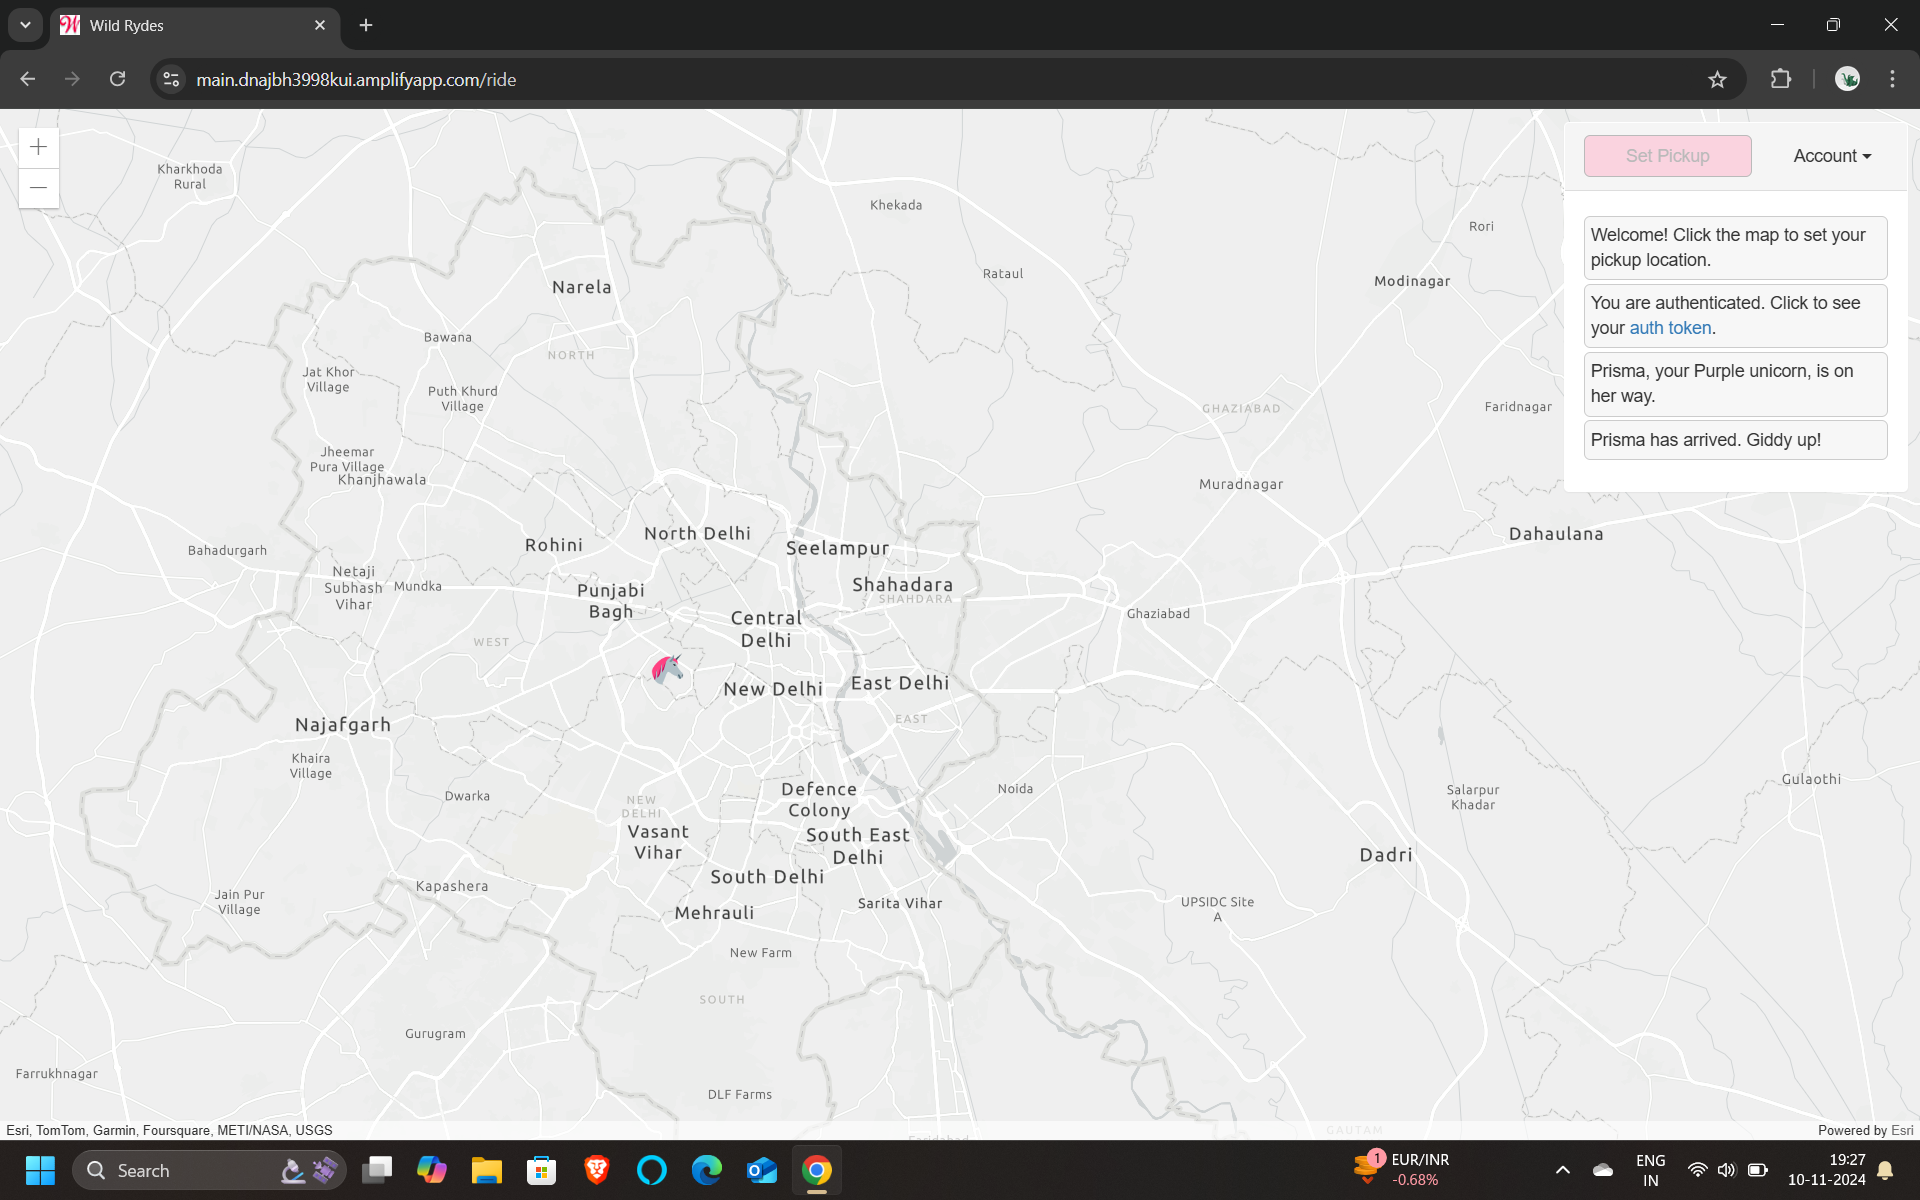 Wild Rydes
main.dnajbh3998kui.amplifyapp.com/ride
Set Pickup
Account
Welcome! Click the map to set your
pickup location.
You are authenticated. Click to see
your auth token.
Prisma, your Purple unicorn, is on
her way.
Prisma has arrived. Giddy up!
Kharkhoda
Rural
Khekada
Rori
Rataul
Modinagar
Narela
Bawana
NORTH
Jat Khor
Village
Puth Khurd
Village
GHAZIABAD
Faridnagar
Jheemar
Pura Village
Khanjhawala
Muradnagar
North Delhi
Rohini
Seelampur
Dahaulana
Bahadurgarh
Netaji
Subhash
Vihar
Mundka
Punjabi
Bagh
Shahadara
SHAHDARA
Central
Delhi
Ghaziabad
WEST
New Delhi
East Delhi
EAST
Najafgarh
Khaira
Village
Dwarka
NEW
DELHI
Defence
Colony
Noida
Salarpur
Khadar
Gulaothi
Vasant
Vihar
South East
Delhi
Dadri
South Delhi
Kapashera
Jain Pur
Village
Mehrauli
Sarita Vihar
UPSIDC Site
A
New Farm
SOUTH
Gurugram
Farrukhnagar
DLF Farms
Faridabad
GAUTAM
Esri, TomTom, Garmin, Foursquare, METI/NASA, USGS
Powered by Esri
Search
1
EUR/INR
-0.68%
ENG
IN
19:27
10-11-2024